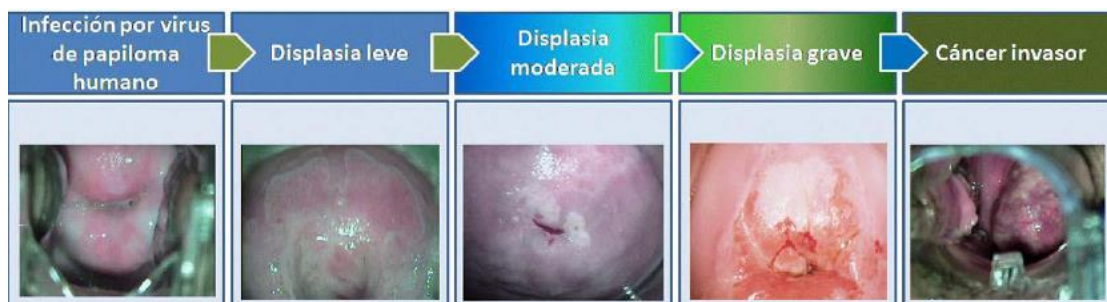 Infección por virus
de papiloma
humano
Displasia leve
Displasia
moderada
Displasia grave
Cáncer invasor